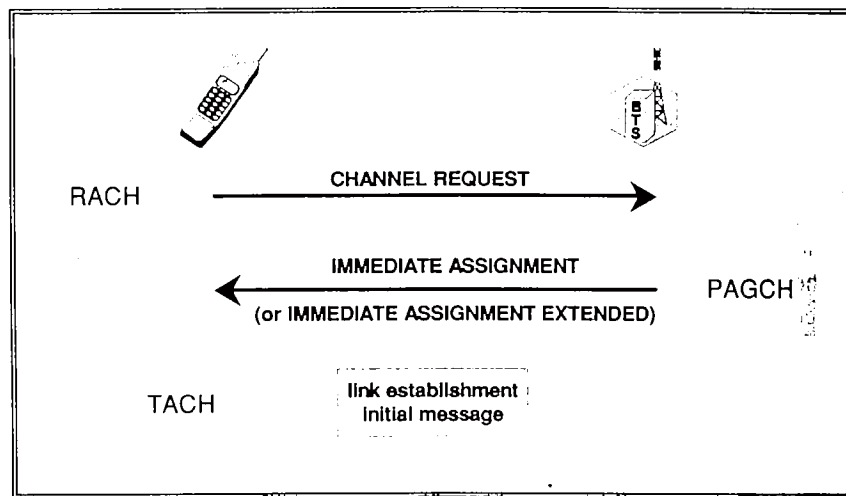 BTS
CHANNEL REQUEST
RACH
IMMEDIATE ASSIGNMENT
PAGCH
(or IMMEDIATE ASSIGNMENT EXTENDED)
TACH
link establishment
initial message